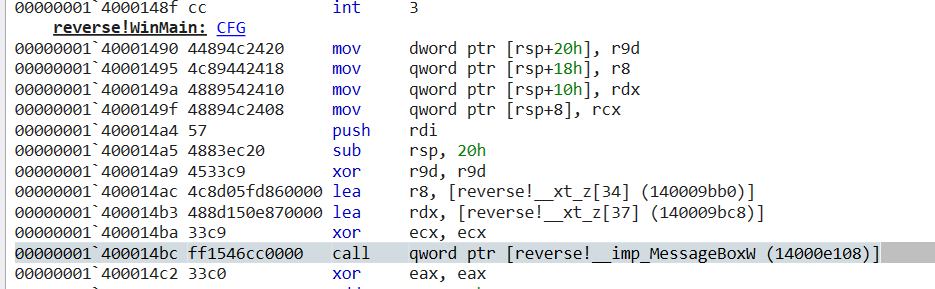 00000001`4000148f cc int 3
reverse!WinMain: CFG
00000001`40001490 44894c2420 mov dword ptr [rsp+20h], r9d
00000001`40001495 4c89442418 mov qword ptr [rsp+18h], r8
00000001`4000149a 4889542410 mov qword ptr [rsp+10h], rdx
00000001`4000149f 48894c2408 mov qword ptr [rsp+8], rcx
00000001`400014a4 57 push rdi
00000001`400014a5 4883ec20 sub rsp, 20h
00000001`400014a9 4533c9 xor r9d, r9d
00000001`400014ac 4c8d05fd860000 lea r8, [reverse!__xt_z[34] (140009bb0)]
00000001`400014b3 488d150e870000 lea rdx, [reverse!__xt_z[37] (140009bc8)]
00000001`400014ba 33c9 xor ecx, ecx
00000001`400014bc ff1546cc0000 call qword ptr [reverse!__imp_MessageBoxW (14000e108)]
00000001`400014c2 33c0 xor eax, eax